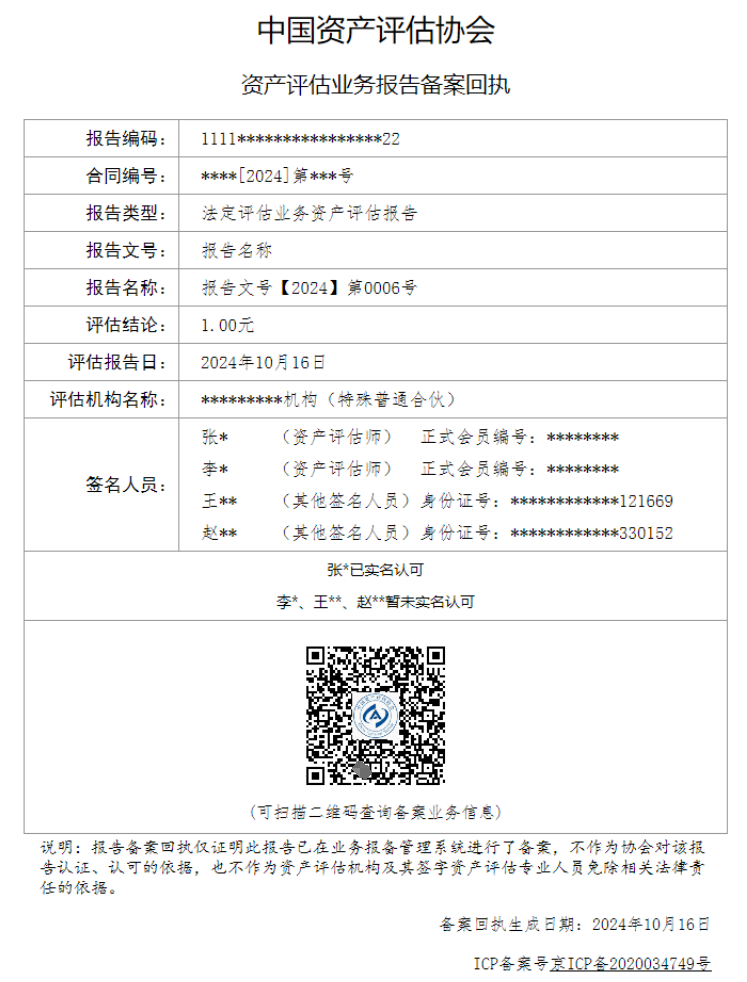 中国资产评估协会
资产评估业务报告备案回执
报告编码： 1111****************22
合同编号： ****[2024]第***号
报告类型： 法定评估业务资产评估报告
报告文号： 报告名称
报告名称： 报告文号【2024】第0006号
评估结论： 1.00元
评估报告日： 2024年10月16日
评估机构名称： *********机构（特殊普通合伙）
签名人员：
张* （资产评估师） 正式会员编号：********
李* （资产评估师） 正式会员编号：********
王** （其他签名人员）身份证号：************121669
赵** （其他签名人员）身份证号：************330152
张*已实名认可
李*、王**、赵**暂未实名认可
（可扫描二维码查询备案业务信息）
说明：报告备案回执仅证明此报告已在业务报备管理系统进行了备案，不作为协会对该报
告认证、认可的依据，也不作为资产评估机构及其签字资产评估专业人员免除相关法律责
任的依据。
备案回执生成日期：2024年10月16日
ICP备案号京ICP备2020034749号